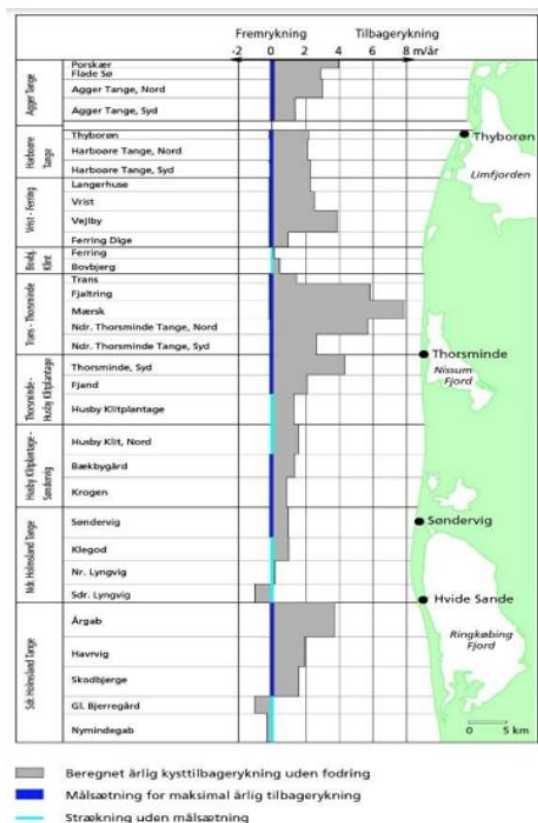 Fremrykning Tilbagerykning
-2 0 2 4 6 8 m/år
Agger Tange
Porskær
Flade Sø
Agger Tange, Nord
Agger Tange, Syd
Harboøre
Tange
Thyborøn
Harboøre Tange, Nord
Harboøre Tange, Syd
Vrist - Ferring
Langerhuse
Vrist
Vejlby
Ferring Dige
Bovbj.
Klint
Ferring
Bovbjerg
Trans - Thorsminde
Trans
Fjaltring
Mærsk
Ndr. Thorsminde Tange, Nord
Ndr. Thorsminde Tange, Syd
Thorsminde -
Husby Klitplantage
Thorsminde, Syd
Fjand
Husby Klitplantage
Husby Klitplantage -
Søndervig
Husby Klit, Nord
Bækbygård
Krogen
Ndr. Holmsland Tange
Søndervig
Klegod
Nr. Lyngvig
Sdr. Lyngvig
Sdr. Holmsland Tange
Årgab
Havrvig
Skodbjerge
Gl. Bjerregård
Nymindegab
Thyborøn
Limfjorden
Thorsminde
Nissum
Fjord
Søndervig
Hvide Sande
Ringkøbing
Fjord
0 5 km
Beregnet årlig kysttilbagerykning uden fodring
Målsætning for maksimal årlig tilbagerykning
Strækning uden målsætning